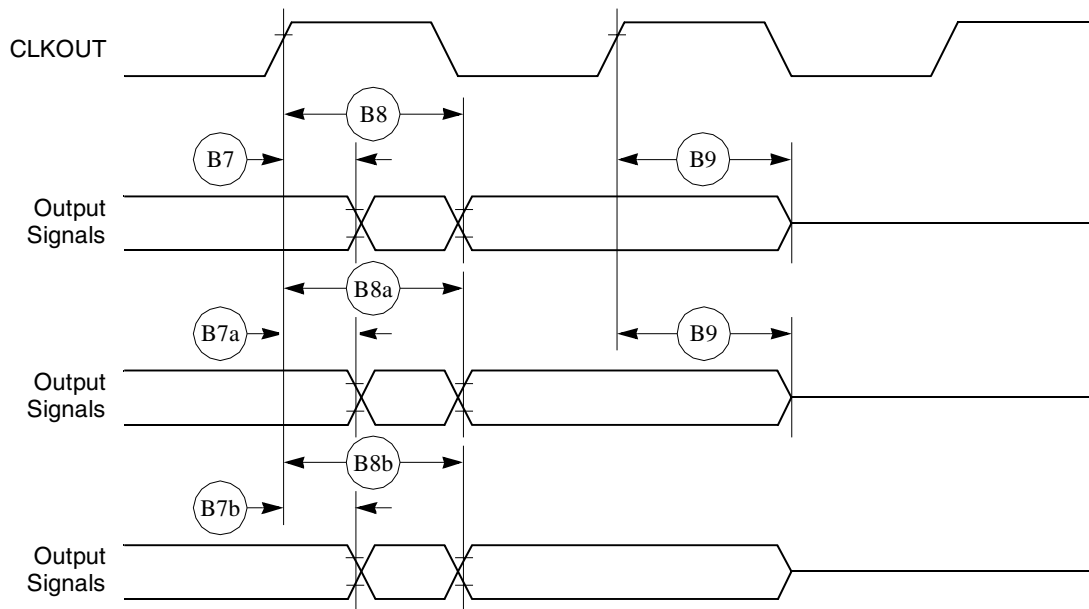 CLKOUT
B8
B7
B9
Output
Signals
B8a
B7a
B9
Output
Signals
B8b
B7b
Output
Signals